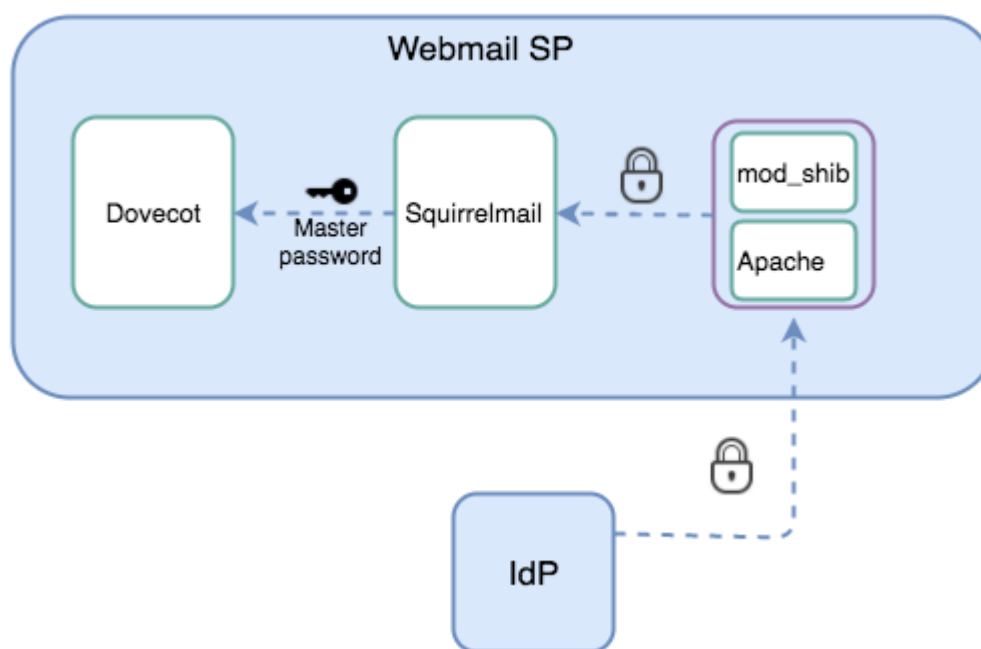 Webmail SP
Dovecot
Master
password
Squirrelmail
mod_shib
Apache
IdP